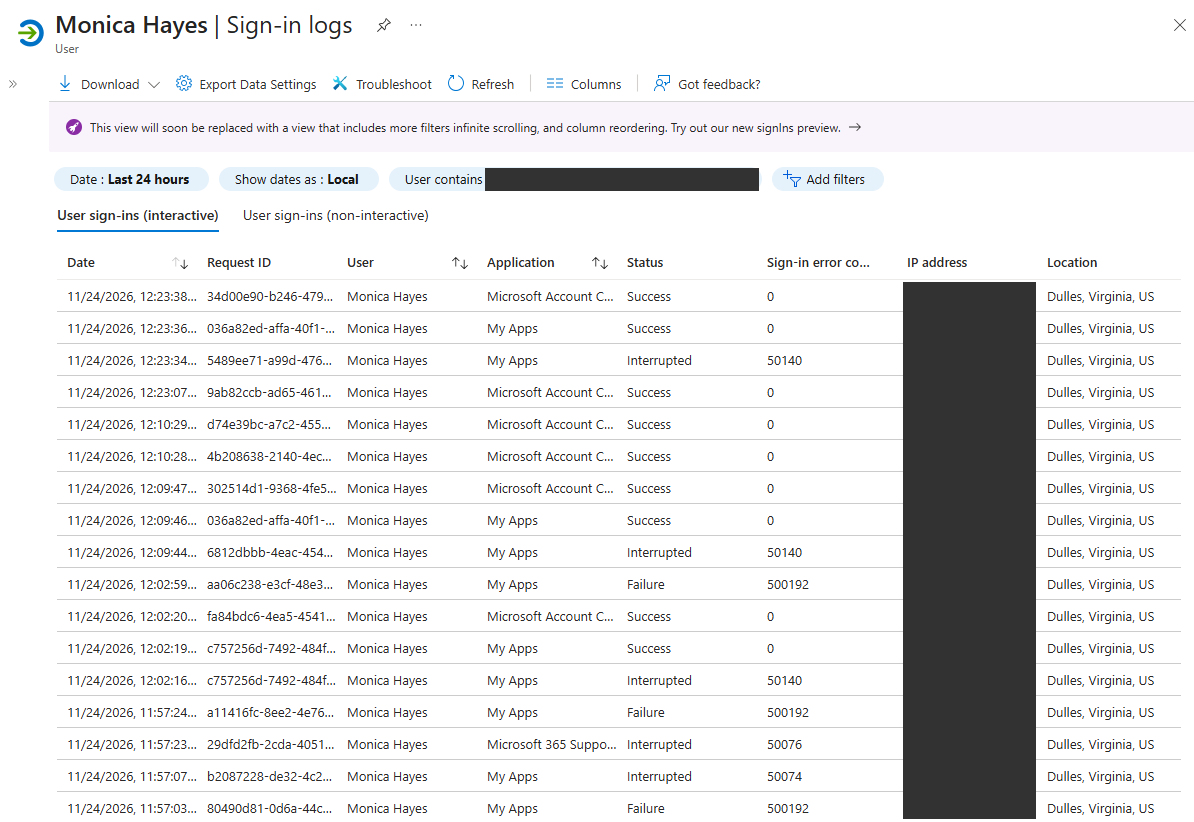 Monica Hayes | Sign-in logs
User
Download Export Data Settings Troubleshoot Refresh Columns Got feedback?
This view will soon be replaced with a view that includes more filters infinite scrolling, and column reordering. Try out our new signIns preview.
Date : Last 24 hours Show dates as : Local User contains Add filters
User sign-ins (interactive) User sign-ins (non-interactive)
Date Request ID User Application Status Sign-in error co... IP address Location
11/24/2026, 12:23:38... 34d00e90-b246-479... Monica Hayes Microsoft Account C... Success 0 Dulles, Virginia, US
11/24/2026, 12:23:36... 036a82ed-affa-40f1-... Monica Hayes My Apps Success 0 Dulles, Virginia, US
11/24/2026, 12:23:34... 5489ee71-a99d-476... Monica Hayes My Apps Interrupted 50140 Dulles, Virginia, US
11/24/2026, 12:23:07... 9ab82ccb-ad65-461... Monica Hayes Microsoft Account C... Success 0 Dulles, Virginia, US
11/24/2026, 12:10:29... d74e39bc-a7c2-455... Monica Hayes Microsoft Account C... Success 0 Dulles, Virginia, US
11/24/2026, 12:10:28... 4b208638-2140-4ec... Monica Hayes Microsoft Account C... Success 0 Dulles, Virginia, US
11/24/2026, 12:09:47... 302514d1-9368-4fe5... Monica Hayes Microsoft Account C... Success 0 Dulles, Virginia, US
11/24/2026, 12:09:46... 036a82ed-affa-40f1-... Monica Hayes My Apps Success 0 Dulles, Virginia, US
11/24/2026, 12:09:44... 6812dbbb-4eac-454... Monica Hayes My Apps Interrupted 50140 Dulles, Virginia, US
11/24/2026, 12:02:59... aa06c238-e3cf-48e3... Monica Hayes My Apps Failure 500192 Dulles, Virginia, US
11/24/2026, 12:02:20... fa84bdc6-4ea5-4541... Monica Hayes Microsoft Account C... Success 0 Dulles, Virginia, US
11/24/2026, 12:02:19... c757256d-7492-484f... Monica Hayes My Apps Success 0 Dulles, Virginia, US
11/24/2026, 12:02:16... c757256d-7492-484f... Monica Hayes My Apps Interrupted 50140 Dulles, Virginia, US
11/24/2026, 11:57:24... a11416fc-8ee2-4e76... Monica Hayes My Apps Failure 500192 Dulles, Virginia, US
11/24/2026, 11:57:23... 29dfd2fb-2cda-4051... Monica Hayes Microsoft 365 Suppo... Interrupted 50076 Dulles, Virginia, US
11/24/2026, 11:57:07... b2087228-de32-4c2... Monica Hayes My Apps Interrupted 50074 Dulles, Virginia, US
11/24/2026, 11:57:03... 80490d81-0d6a-44c... Monica Hayes My Apps Failure 500192 Dulles, Virginia, US